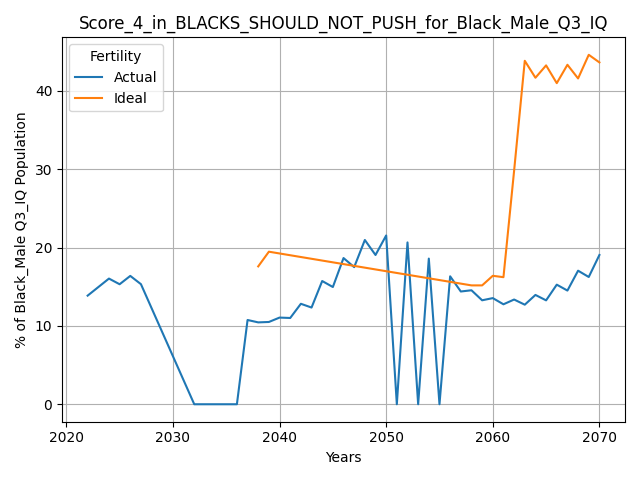 Score_4_in_BLACKS_SHOULD_NOT_PUSH_for_Black_Male_Q3_IQ
Fertility
Actual
Ideal
% of Black_Male Q3_IQ Population
40
30
20
10
0
2020
2030
2040
2050
2060
2070
Years